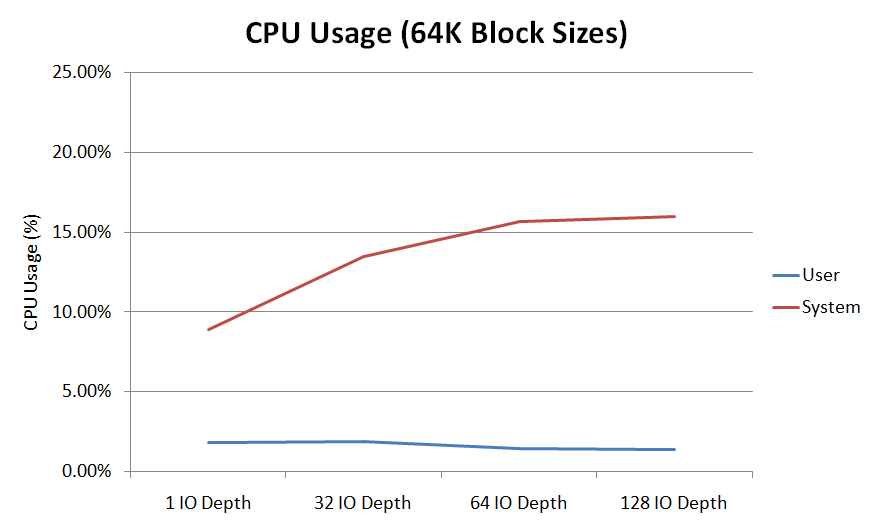 CPU Usage (64K Block Sizes)
25.00%
20.00%
15.00%
10.00%
5.00%
0.00%
CPU Usage (%)
1 IO Depth
32 IO Depth
64 IO Depth
128 IO Depth
User
System